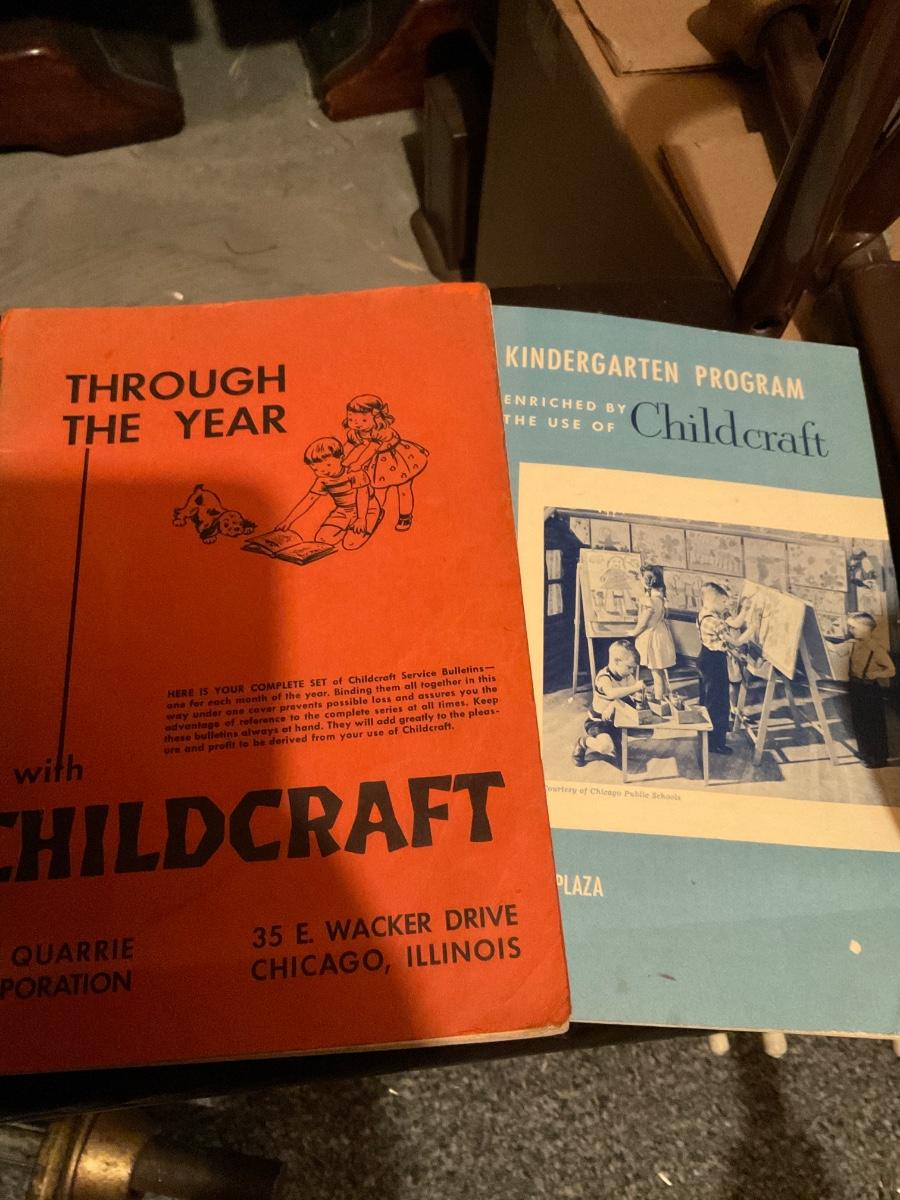 THROUGH
THE YEAR
HERE IS YOUR COMPLETE SET of Childcraft Service Bulletins—
one for each month of the year. Binding them all together in this
way under one cover prevents possible loss and assures you the
advantage of reference to the complete series at all times. Keep
these bulletins always at hand. They will add greatly to the pleas-
ure and profit to be derived from your use of Childcraft.
with
CHILDCRAFT
QUARRIE
PORATION
35 E. WACKER DRIVE
CHICAGO, ILLINOIS
KINDERGARTEN PROGRAM
ENRICHED BY
THE USE OF Childcraft
Courtesy of Chicago Public Schools
PLAZA